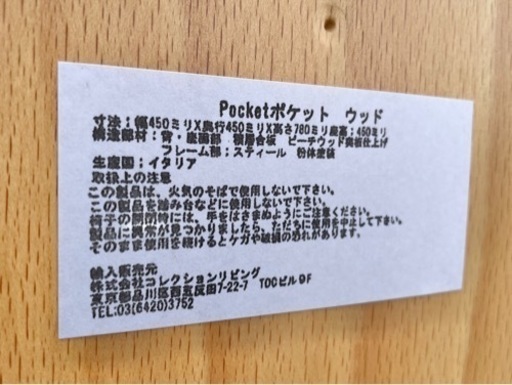 Pocketポケット ウッド
寸法:幅450ミリX奥行450ミリX高さ780ミリ座高:450ミリ
構造部材:背・座面部 積層合板 ビーチウッド突板仕上げ
フレーム部:スティール 粉体塗装
生産国:イタリア
取扱上の注意
この製品は、火気のそばで使用しないで下さい。
この製品を踏み台などに使用しないで下さい。
椅子の開閉時には、手をはさまぬようにご注意ください。
製品に異常が見つかりましたら、ただちに使用を中止して下さい。
そのまま使用を続けるとケガや破損の恐れがあります。
輸入販売元
株式会社コレクションリビング
東京都品川区西五反田7-22-7 TOCビル9F
TEL:03(6420)3752